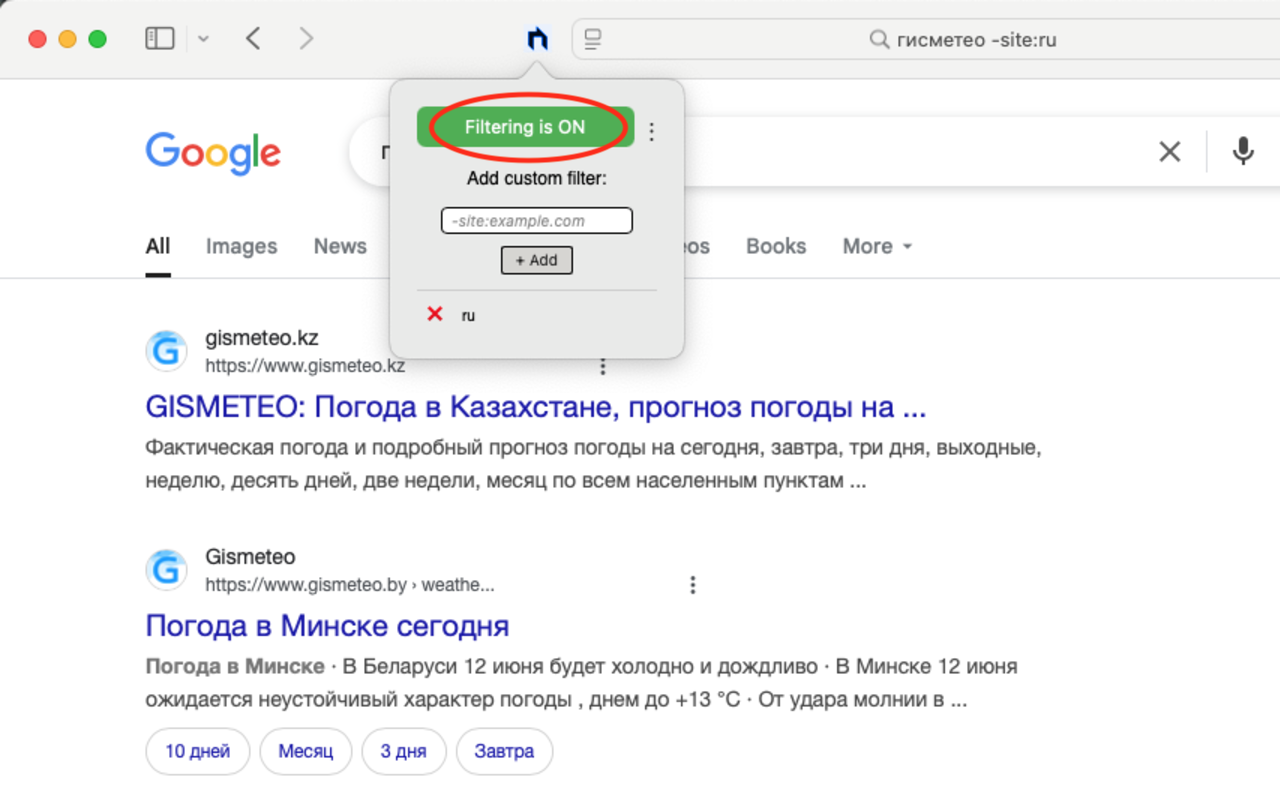 гисметео -site:ru
Filtering is ON
Add custom filter:
-site:example.com
+ Add
ru
Google
All Images News Books More
gismeteo.kz
https://www.gismeteo.kz
GISMETEO: Погода в Казахстане, прогноз погоды на ...
Фактическая погода и подробный прогноз погоды на сегодня, завтра, три дня, выходные,
неделю, десять дней, две недели, месяц по всем населенным пунктам ...
Gismeteo
https://www.gismeteo.by › weathe...
Погода в Минске сегодня
Погода в Минске · В Беларуси 12 июня будет холодно и дождливо · В Минске 12 июня
ожидается неустойчивый характер погоды , днем до +13 °C · От удара молнии в ...
10 дней Месяц 3 дня Завтра